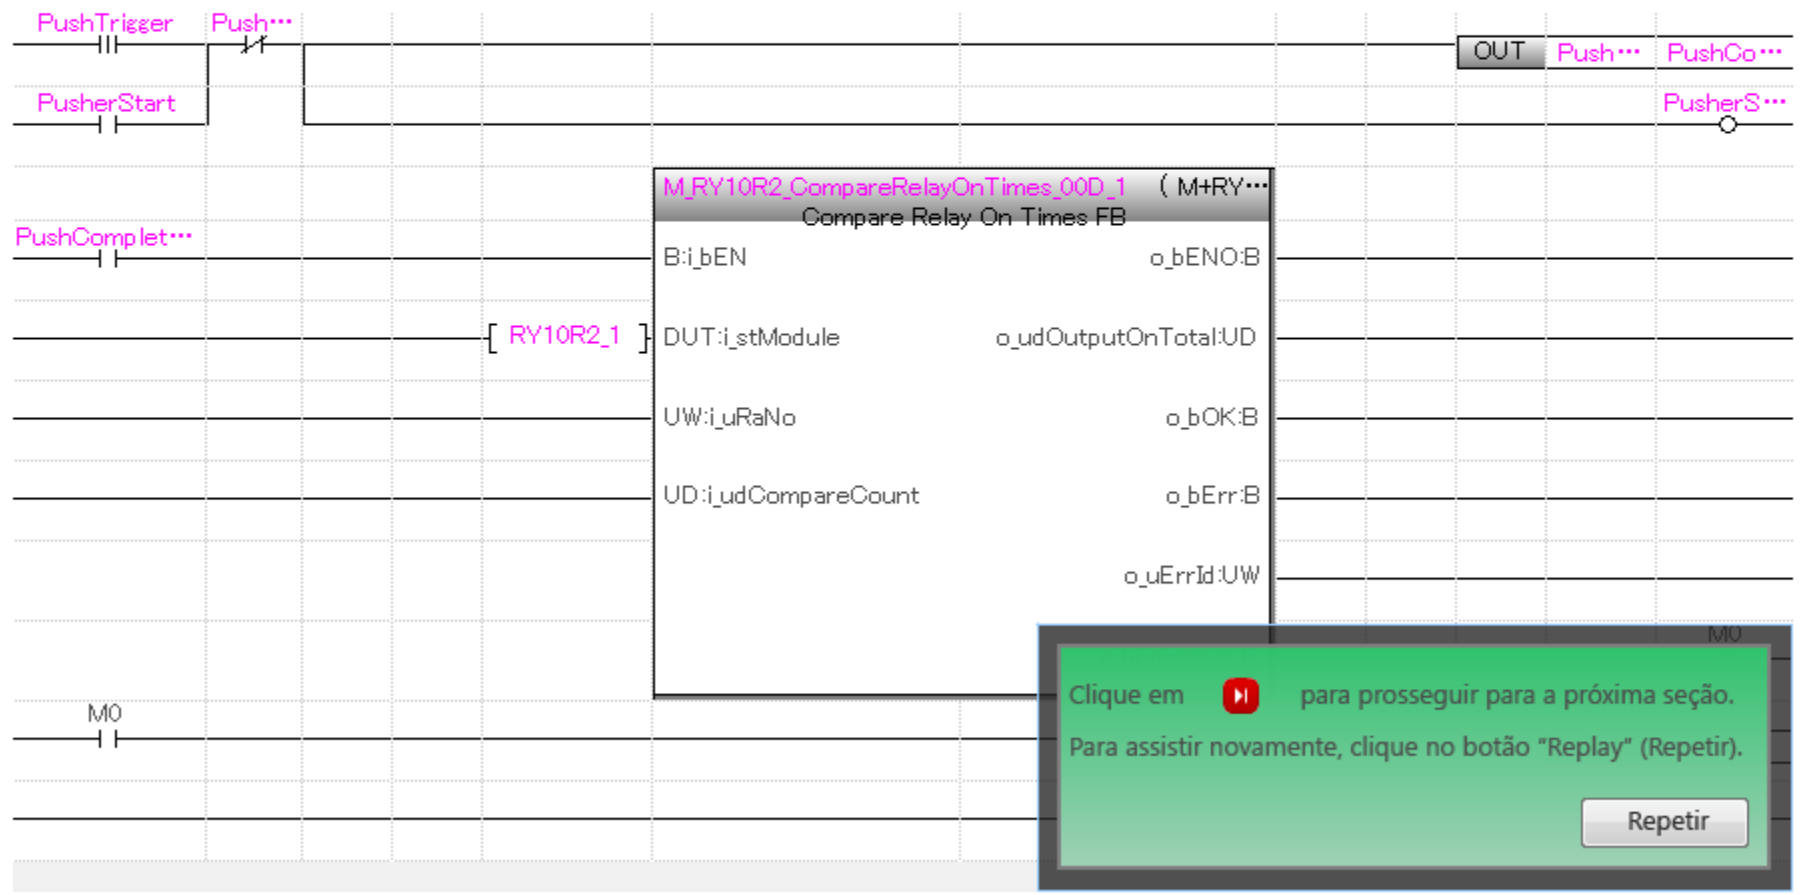 PushTrigger Push…
OUT Push… PushCo…
PusherStart PusherS…
M_RY10R2_CompareRelayOnTimes_00D_1 ( M+RY…
Compare Relay On Times FB
PushComplet…
B:i_bEN o_bENO:B
[ RY10R2_1 ] DUT:i_stModule o_udOutputOnTotal:UD
UW:i_uRaNo o_bOK:B
UD:i_udCompareCount o_bErr:B
o_uErrId:UW
M0
M0
Clique em para prosseguir para a próxima seção.
Para assistir novamente, clique no botão “Replay” (Repetir).
Repetir